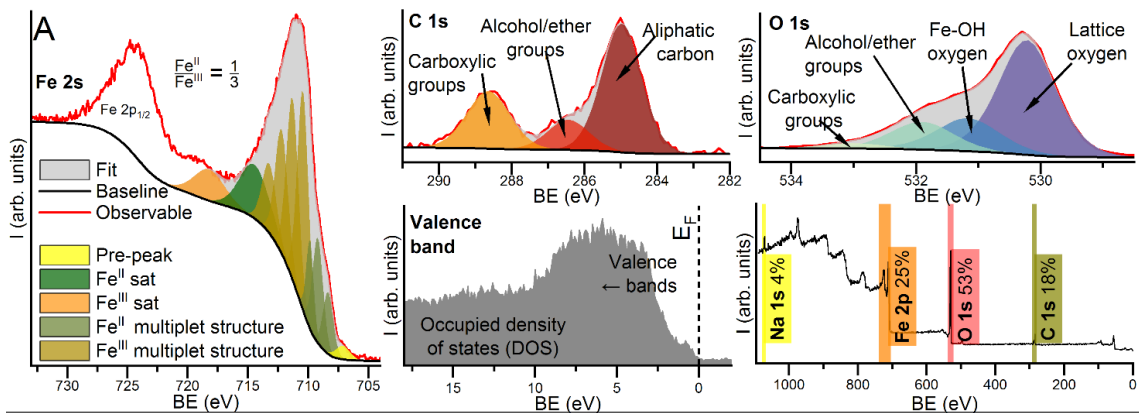 A
Fe 2s
Fe^II/Fe^III = 1/3
Fe 2p1/2
Fit
Baseline
Observable
Pre-peak
Fe^II sat
Fe^III sat
Fe^II multiplet structure
Fe^III multiplet structure
I (arb. units)
730 725 720 715 710 705
BE (eV)
C 1s
Carboxylic
groups
Alcohol/ether
groups
Aliphatic
carbon
I (arb. units)
290 288 286 284 282
BE (eV)
O 1s
Carboxylic
groups
Alcohol/ether
groups
Fe-OH
oxygen
Lattice
oxygen
I (arb. units)
534 532 530
BE (eV)
Valence
band
E_F
Valence
← bands
Occupied density
of states (DOS)
I (arb. units)
15 10 5 0
BE (eV)
Na 1s 4%
Fe 2p 25%
O 1s 53%
C 1s 18%
I (arb. units)
1000 800 600 400 200 0
BE (eV)